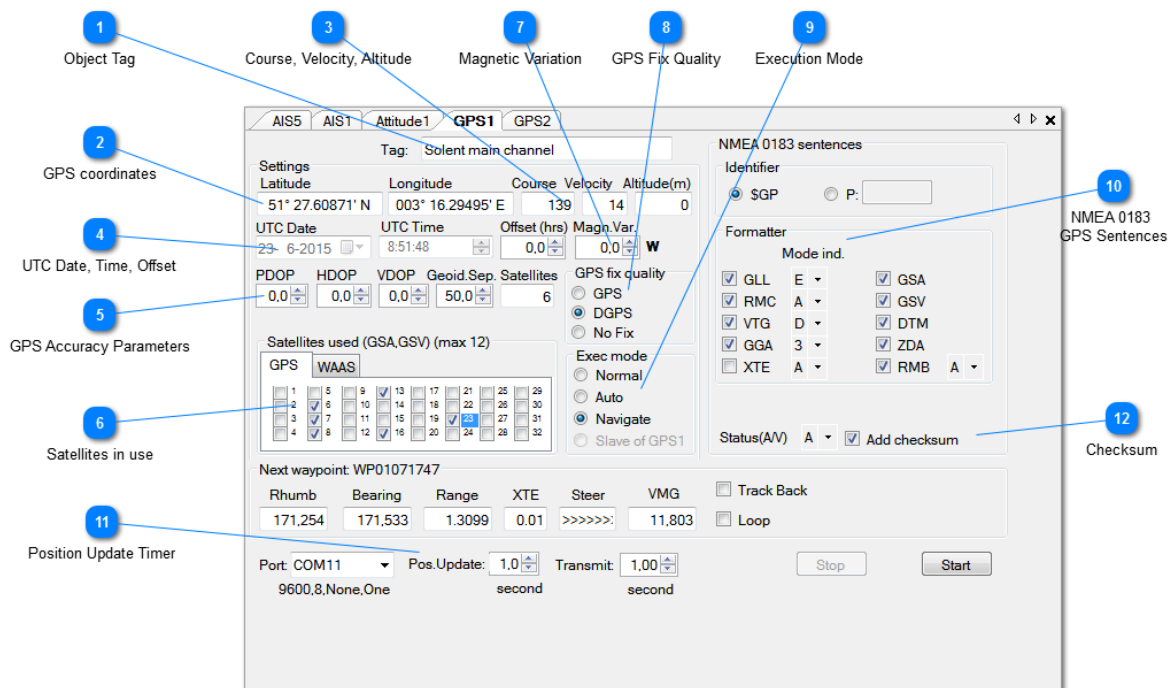 1 3 7 8 9
Object Tag Course, Velocity, Altitude Magnetic Variation GPS Fix Quality Execution Mode
AIS5 AIS1 Attitude1 GPS1 GPS2
2
GPS coordinates
Tag: Solent main channel
Settings
Latitude Longitude Course Velocity Altitude(m)
51° 27.60871' N 003° 16.29495' E 139 14 0
4
UTC Date, Time, Offset
UTC Date UTC Time Offset (hrs) Magn.Var.
23- 6-2015 8:51:48 0,0 0,0 W
5
GPS Accuracy Parameters
PDOP HDOP VDOP Geoid.Sep. Satellites
0,0 0,0 0,0 50,0 6
GPS fix quality
GPS
DGPS
No Fix
6
Satellites in use
Satellites used (GSA,GSV) (max 12)
GPS WAAS
1 5 9 13 17 21 25 29
2 6 10 14 18 22 26 30
3 7 11 15 19 23 27 31
4 8 12 16 20 24 28 32
Exec mode
Normal
Auto
Navigate
Slave of GPS1
NMEA 0183 sentences
Identifier
$GP P:
10
NMEA 0183
GPS Sentences
Formatter
Mode ind.
GLL E GSA
RMC A GSV
VTG D DTM
GGA 3 ZDA
XTE A RMB A
12
Checksum
Status(A/V) A Add checksum
Next waypoint: WP01071747
Rhumb Bearing Range XTE Steer VMG
171,254 171,533 1.3099 0.01 >>>>>>: 11,803
Track Back
Loop
11
Position Update Timer
Port: COM11 Pos.Update: 1,0 Transmit: 1,00 Stop Start
9600,8,None,One second second